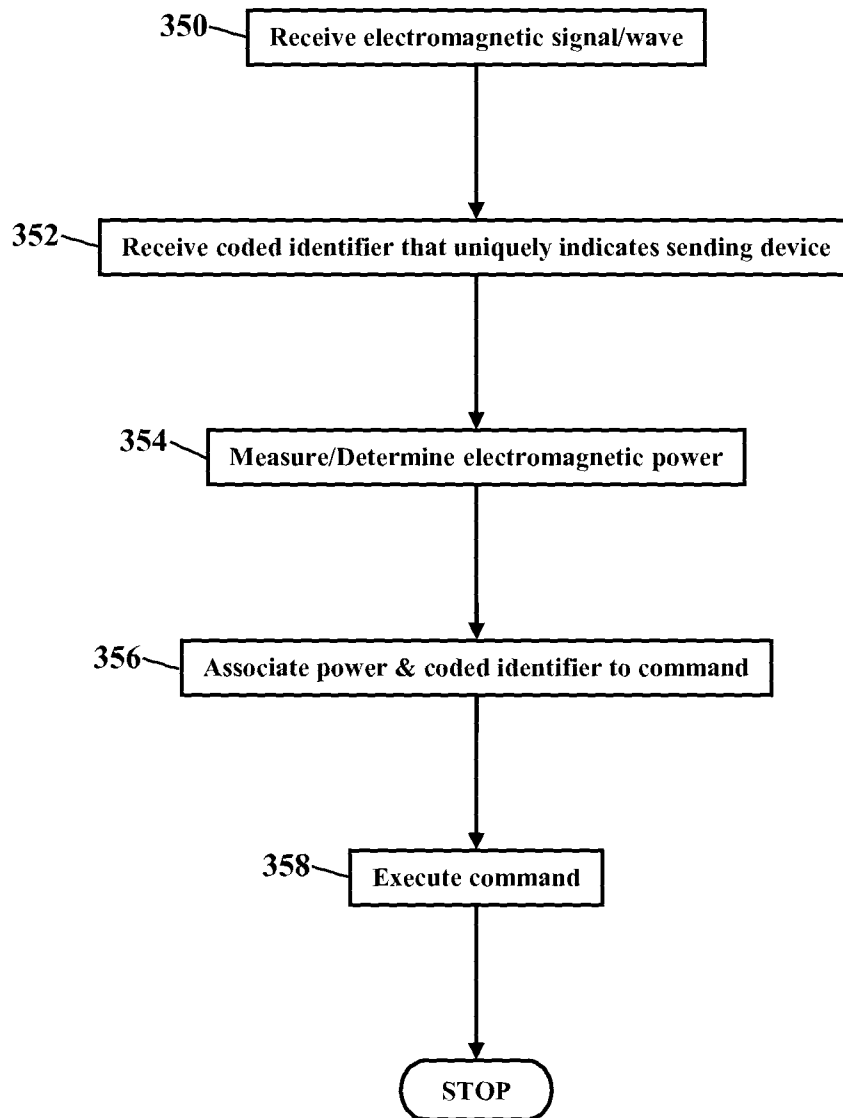 350 Receive electromagnetic signal/wave
352 Receive coded identifier that uniquely indicates sending device
354 Measure/Determine electromagnetic power
356 Associate power & coded identifier to command
358 Execute command
STOP